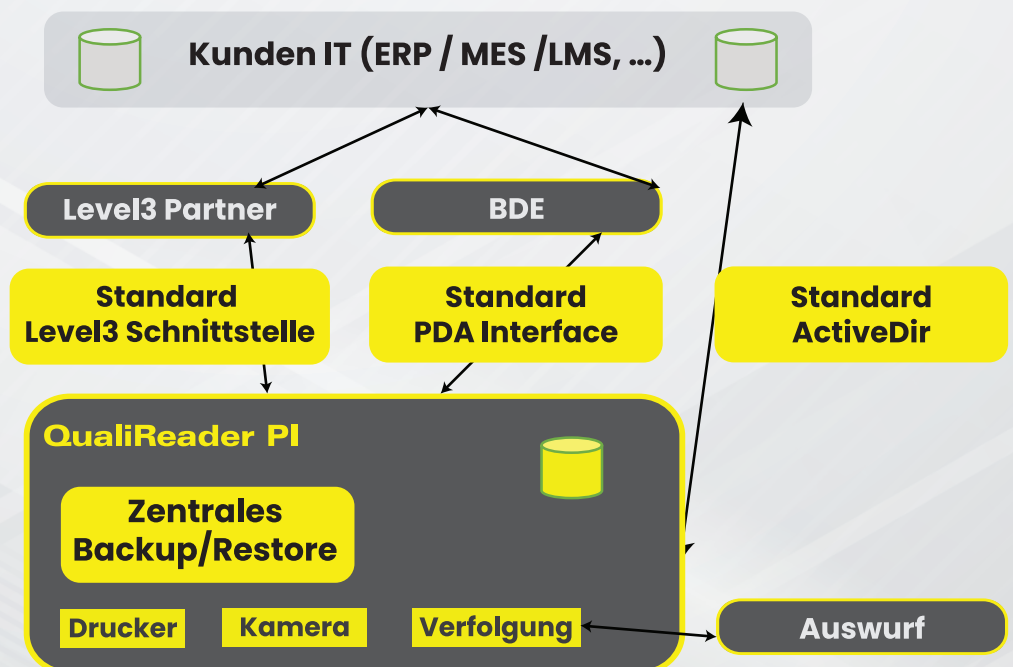 Kunden IT (ERP / MES /LMS, ...)
Level3 Partner
BDE
Standard
Level3 Schnittstelle
Standard
PDA Interface
Standard
ActiveDir
QualiReader PI
Zentrales
Backup/Restore
Drucker
Kamera
Verfolgung
Auswurf